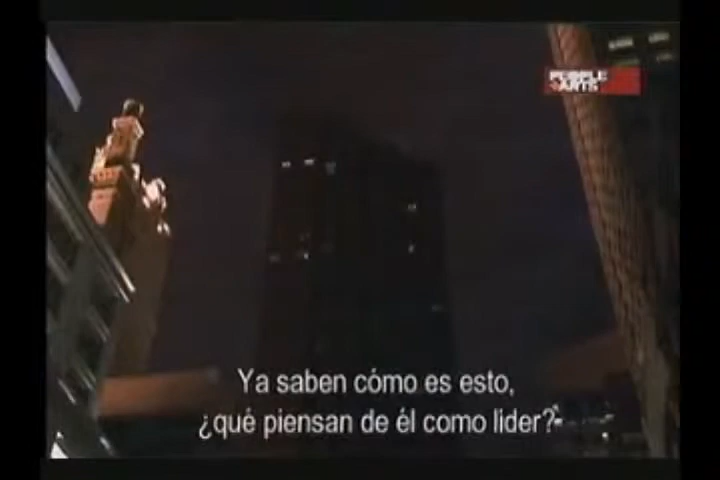 PEOPLE
+ARTS
Ya saben cómo es esto,
¿qué piensan de él como lider?